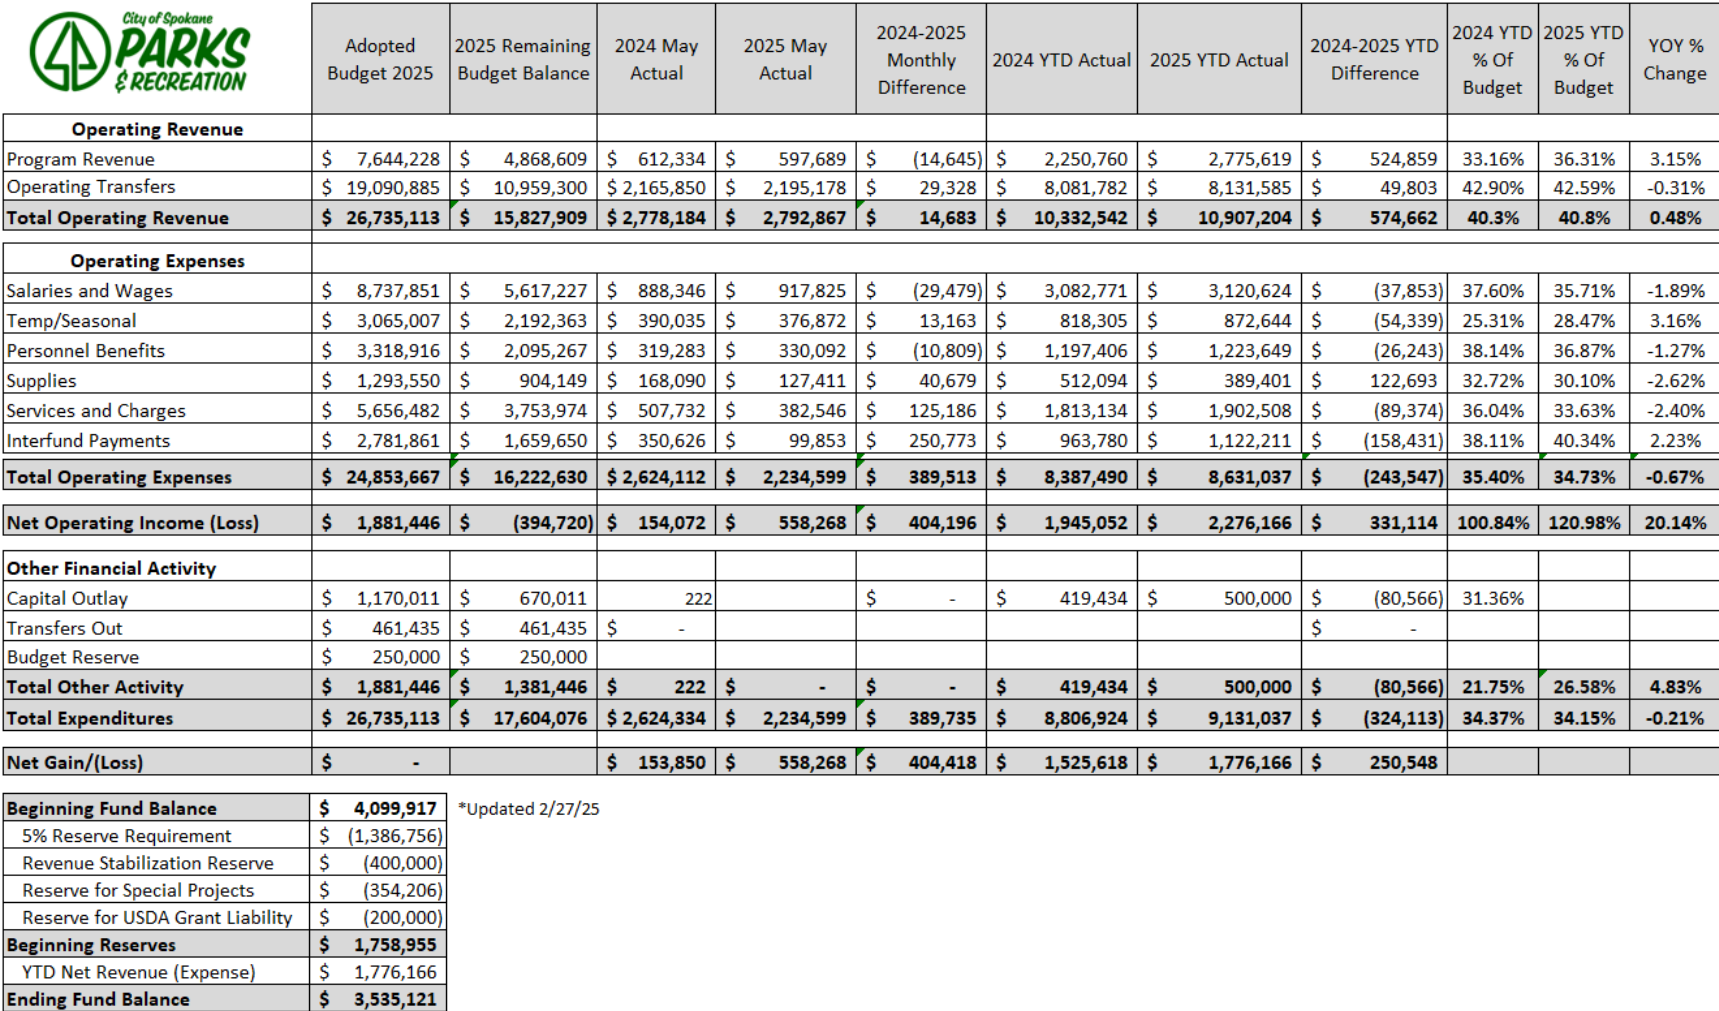 City of Spokane
PARKS
& RECREATION
Adopted Budget 2025 | 2025 Remaining Budget Balance | 2024 May Actual | 2025 May Actual | 2024-2025 Monthly Difference | 2024 YTD Actual | 2025 YTD Actual | 2024-2025 YTD Difference | 2024 YTD % Of Budget | 2025 YTD % Of Budget | YOY % Change
Operating Revenue
Program Revenue $ 7,644,228 $ 4,868,609 $ 612,334 $ 597,689 $ (14,645) $ 2,250,760 $ 2,775,619 $ 524,859 33.16% 36.31% 3.15%
Operating Transfers $ 19,090,885 $ 10,959,300 $ 2,165,850 $ 2,195,178 $ 29,328 $ 8,081,782 $ 8,131,585 $ 49,803 42.90% 42.59% -0.31%
Total Operating Revenue $ 26,735,113 $ 15,827,909 $ 2,778,184 $ 2,792,867 $ 14,683 $ 10,332,542 $ 10,907,204 $ 574,662 40.3% 40.8% 0.48%
Operating Expenses
Salaries and Wages $ 8,737,851 $ 5,617,227 $ 888,346 $ 917,825 $ (29,479) $ 3,082,771 $ 3,120,624 $ (37,853) 37.60% 35.71% -1.89%
Temp/Seasonal $ 3,065,007 $ 2,192,363 $ 390,035 $ 376,872 $ 13,163 $ 818,305 $ 872,644 $ (54,339) 25.31% 28.47% 3.16%
Personnel Benefits $ 3,318,916 $ 2,095,267 $ 319,283 $ 330,092 $ (10,809) $ 1,197,406 $ 1,223,649 $ (26,243) 38.14% 36.87% -1.27%
Supplies $ 1,293,550 $ 904,149 $ 168,090 $ 127,411 $ 40,679 $ 512,094 $ 389,401 $ 122,693 32.72% 30.10% -2.62%
Services and Charges $ 5,656,482 $ 3,753,974 $ 507,732 $ 382,546 $ 125,186 $ 1,813,134 $ 1,902,508 $ (89,374) 36.04% 33.63% -2.40%
Interfund Payments $ 2,781,861 $ 1,659,650 $ 350,626 $ 99,853 $ 250,773 $ 963,780 $ 1,122,211 $ (158,431) 38.11% 40.34% 2.23%
Total Operating Expenses $ 24,853,667 $ 16,222,630 $ 2,624,112 $ 2,234,599 $ 389,513 $ 8,387,490 $ 8,631,037 $ (243,547) 35.40% 34.73% -0.67%
Net Operating Income (Loss) $ 1,881,446 $ (394,720) $ 154,072 $ 558,268 $ 404,196 $ 1,945,052 $ 2,276,166 $ 331,114 100.84% 120.98% 20.14%
Other Financial Activity
Capital Outlay $ 1,170,011 $ 670,011 222 $ - $ 419,434 $ 500,000 $ (80,566) 31.36%
Transfers Out $ 461,435 $ 461,435 $ - $ -
Budget Reserve $ 250,000 $ 250,000
Total Other Activity $ 1,881,446 $ 1,381,446 $ 222 $ - $ - $ 419,434 $ 500,000 $ (80,566) 21.75% 26.58% 4.83%
Total Expenditures $ 26,735,113 $ 17,604,076 $ 2,624,334 $ 2,234,599 $ 389,735 $ 8,806,924 $ 9,131,037 $ (324,113) 34.37% 34.15% -0.21%
Net Gain/(Loss) $ - $ 153,850 $ 558,268 $ 404,418 $ 1,525,618 $ 1,776,166 $ 250,548
Beginning Fund Balance $ 4,099,917 *Updated 2/27/25
5% Reserve Requirement $ (1,386,756)
Revenue Stabilization Reserve $ (400,000)
Reserve for Special Projects $ (354,206)
Reserve for USDA Grant Liability $ (200,000)
Beginning Reserves $ 1,758,955
YTD Net Revenue (Expense) $ 1,776,166
Ending Fund Balance $ 3,535,121